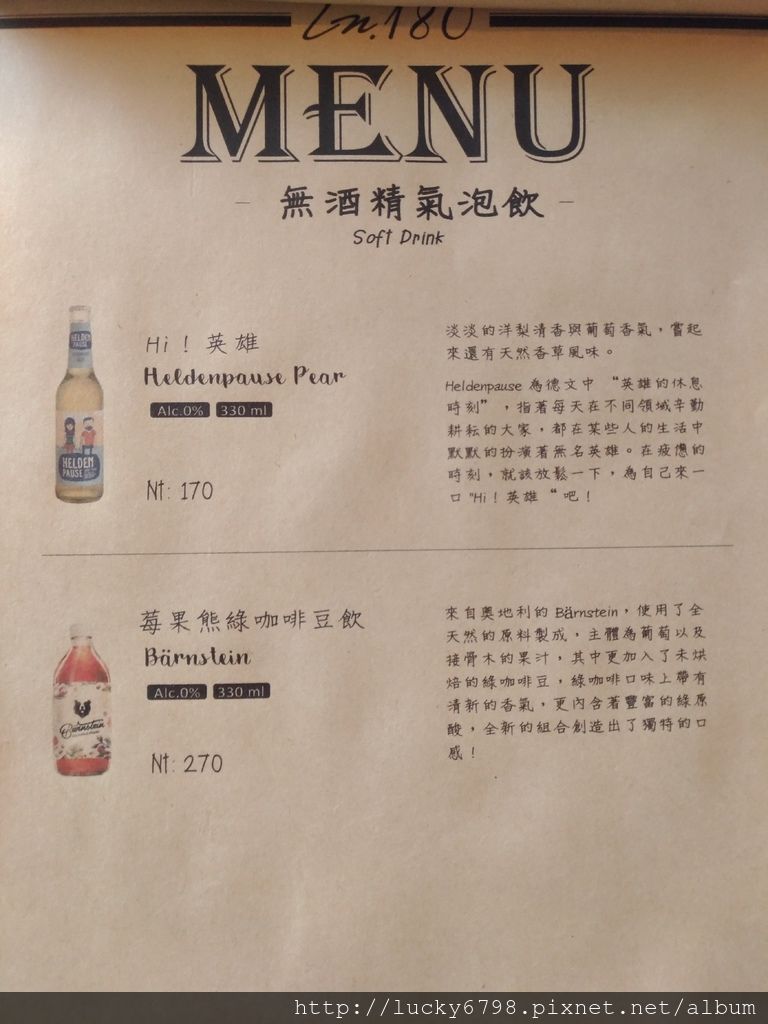 Ln.180
MENU
- 無酒精氣泡飲 -
Soft Drink
Hi！英雄
Heldenpause Pear
Alc.0% 330 ml
Nt: 170
淡淡的洋梨清香與葡萄香氣，嘗起
來還有天然香草風味。
Heldenpause 為德文中 “英雄的休息
時刻”，指著每天在不同領域辛勤
耕耘的大家，都在某些人的生活中
默默的扮演著無名英雄。在疲憊的
時刻，就該放鬆一下，為自己來一
口 "Hi！英雄 “ 吧！
HELDEN
PAUSE
HELDEN
PAUSE
莓果熊綠咖啡豆飲
Bärnstein
Alc.0% 330 ml
Nt: 270
來自奧地利的 Bärnstein，使用了全
天然的原料製成，主體為葡萄以及
接骨木的果汁，其中更加入了未烘
焙的綠咖啡豆，綠咖啡口味上帶有
清新的香氣，更內含著豐富的綠原
酸，全新的組合創造出了獨特的口
感！
Bärnstein
http://lucky6798.pixnet.net/album